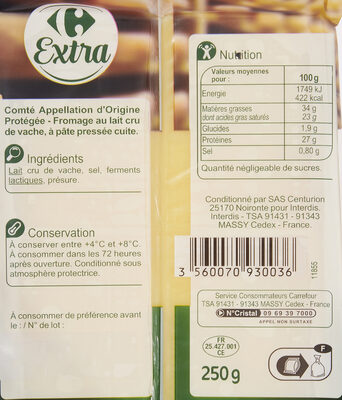 Extra
Comté Appellation d'Origine
Protégée - Fromage au lait cru
de vache, à pâte pressée cuite.
Ingrédients
Lait cru de vache, sel, ferments
lactiques, présure.
Conservation
À conserver entre +4°C et +8°C.
À consommer dans les 72 heures
après ouverture. Conditionné sous
atmosphère protectrice.
À consommer de préférence avant
le : / N° de lot :
Nutrition
Valeurs moyennes pour : 100 g
Energie 1749 kJ
422 kcal
Matières grasses 34 g
dont acides gras saturés 23 g
Glucides 1,9 g
Protéines 27 g
Sel 0,80 g
Quantité négligeable de sucres.
Conditionné par SAS Centurion
25170 Noironte pour Interdis.
Interdis - TSA 91431 - 91343
MASSY Cedex - France.
3 560070 930036
11855
Service Consommateurs Carrefour
TSA 91431 - 91343 MASSY Cedex - France.
N°Cristal 09 69 39 7000
APPEL NON SURTAXÉ
FR
25.427.001
CE
250 g
F